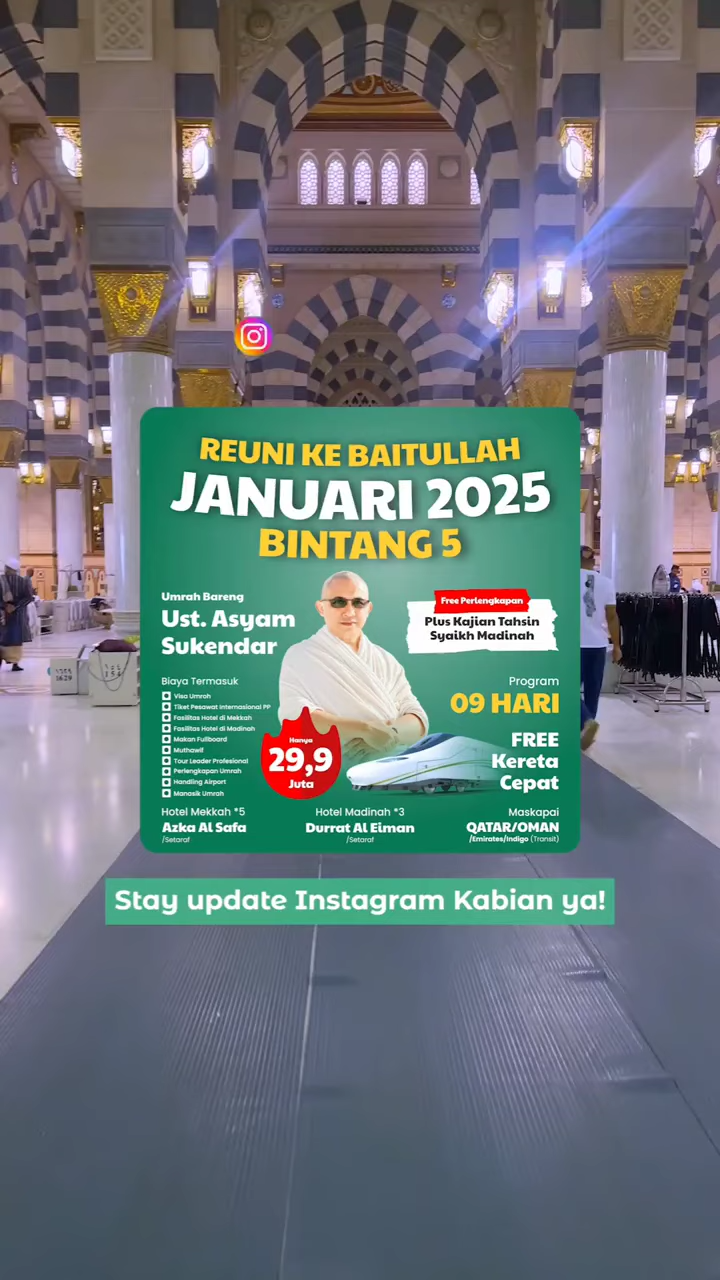 REUNI KE BAITULLAH
JANUARI 2025
BINTANG 5
Umrah Bareng
Ust. Asyam
Sukendar
Free Perlengkapan
Plus Kajian Tahsin
Syaikh Madinah
Biaya Termasuk
Visa Umroh
Tiket Pesawat Internasional PP
Fasilitas Hotel di Mekkah
Fasilitas Hotel di Madinah
Makan Fullboard
Muthawif
Tour Leader Profesional
Perlengkapan Umrah
Handling Airport
Manasik Umrah
Hanya
29,9
Juta
Program
09 HARI
FREE
Kereta
Cepat
Hotel Mekkah *5
Azka Al Safa
/Setaraf
Hotel Madinah *3
Durrat Al Eiman
/Setaraf
Maskapai
QATAR/OMAN
/Emirates/Indigo (Transit)
Stay update Instagram Kabian ya!